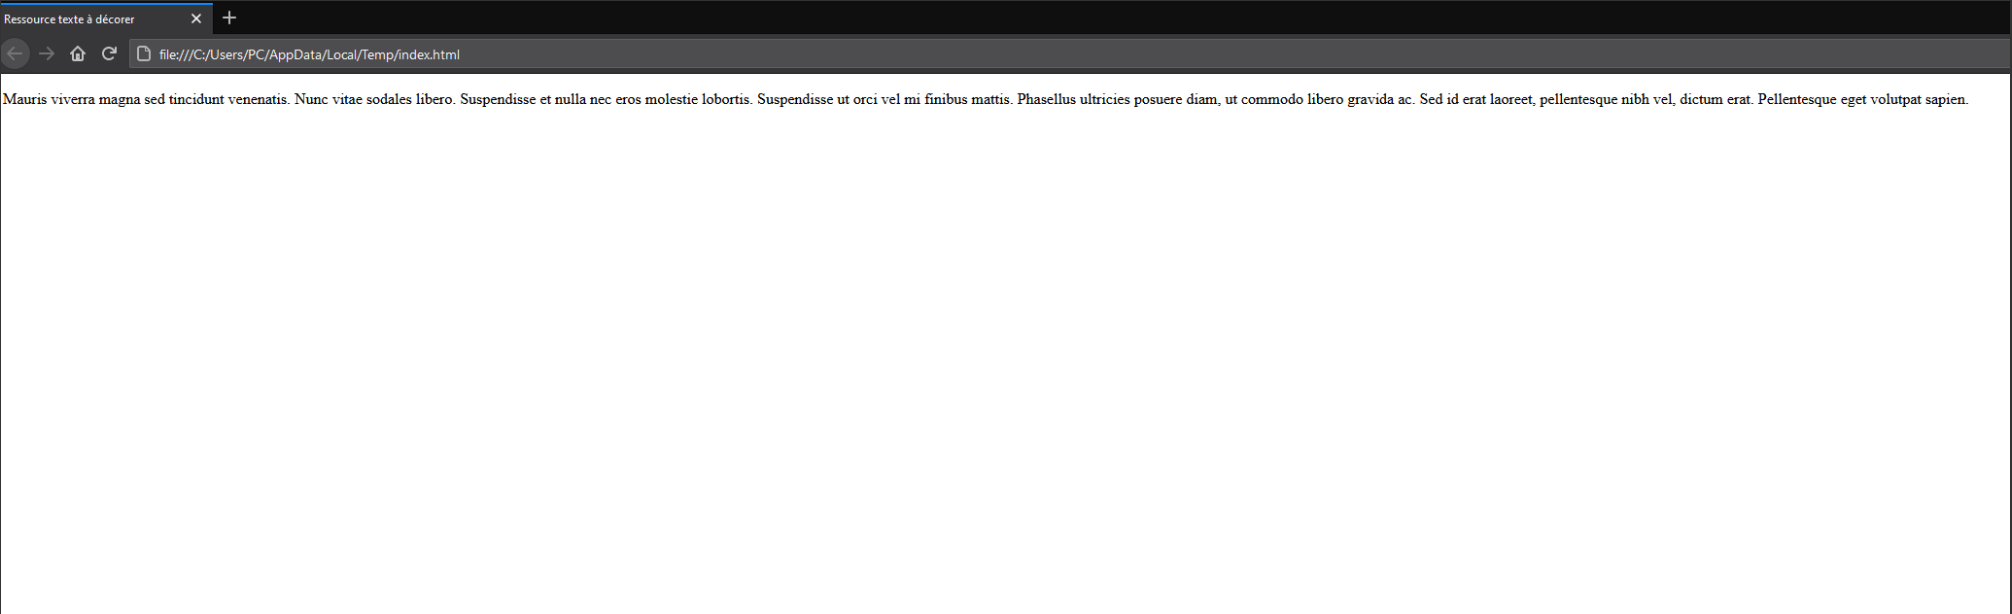 Ressource texte à décorer
file:///C:/Users/PC/AppData/Local/Temp/index.html
Mauris viverra magna sed tincidunt venenatis. Nunc vitae sodales libero. Suspendisse et nulla nec eros molestie lobortis. Suspendisse ut orci vel mi finibus mattis. Phasellus ultricies posuere diam, ut commodo libero gravida ac. Sed id erat laoreet, pellentesque nibh vel, dictum erat. Pellentesque eget volutpat sapien.